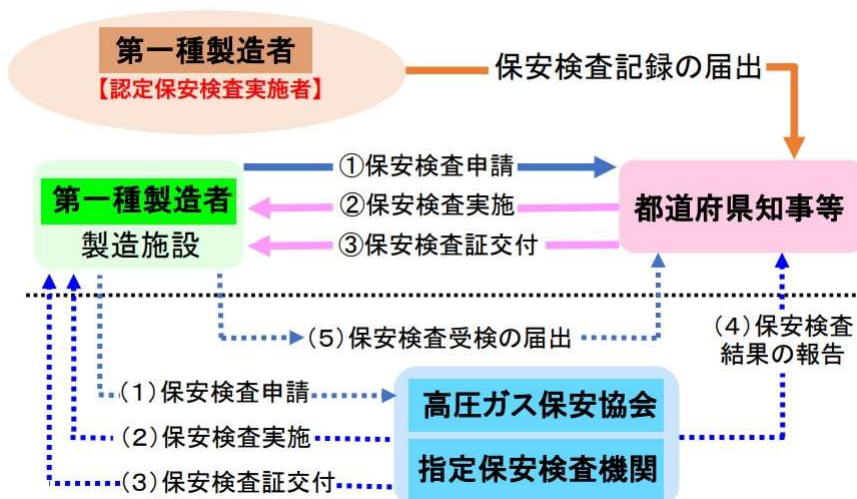 第一種製造者
【認定保安検査実施者】
保安検査記録の届出
①保安検査申請
第一種製造者
製造施設
②保安検査実施
③保安検査証交付
都道府県知事等
(5)保安検査受検の届出
(4)保安検査
結果の報告
(1)保安検査申請
(2)保安検査実施
(3)保安検査証交付
高圧ガス保安協会
指定保安検査機関